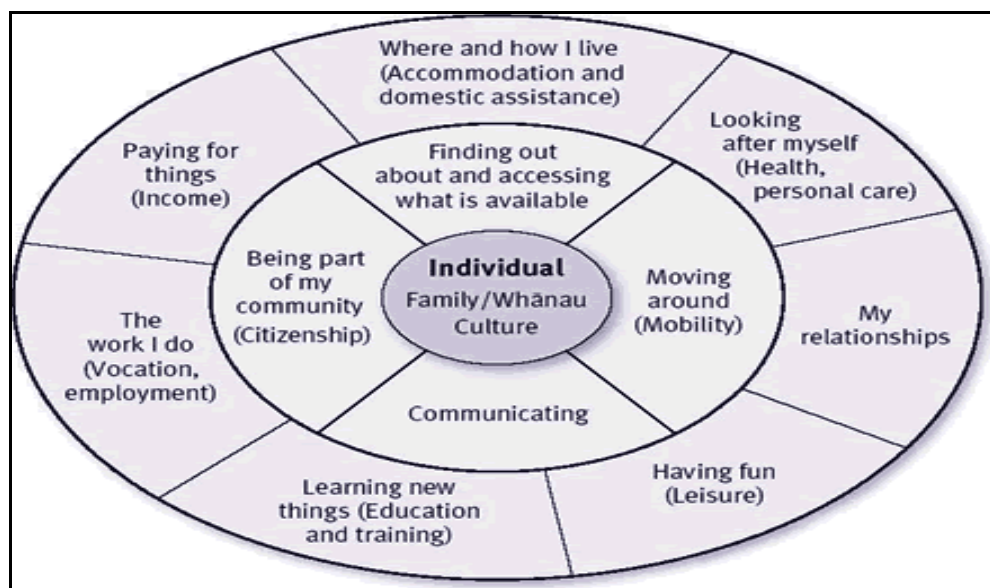 Where and how I live
(Accommodation and
domestic assistance)
Looking
after myself
(Health,
personal care)
My
relationships
Having fun
(Leisure)
Learning new
things (Education
and training)
The
work I do
(Vocation,
employment)
Paying for
things
(Income)
Finding out
about and accessing
what is available
Moving
around
(Mobility)
Communicating
Being part
of my
community
(Citizenship)
Individual
Family/Whānau
Culture